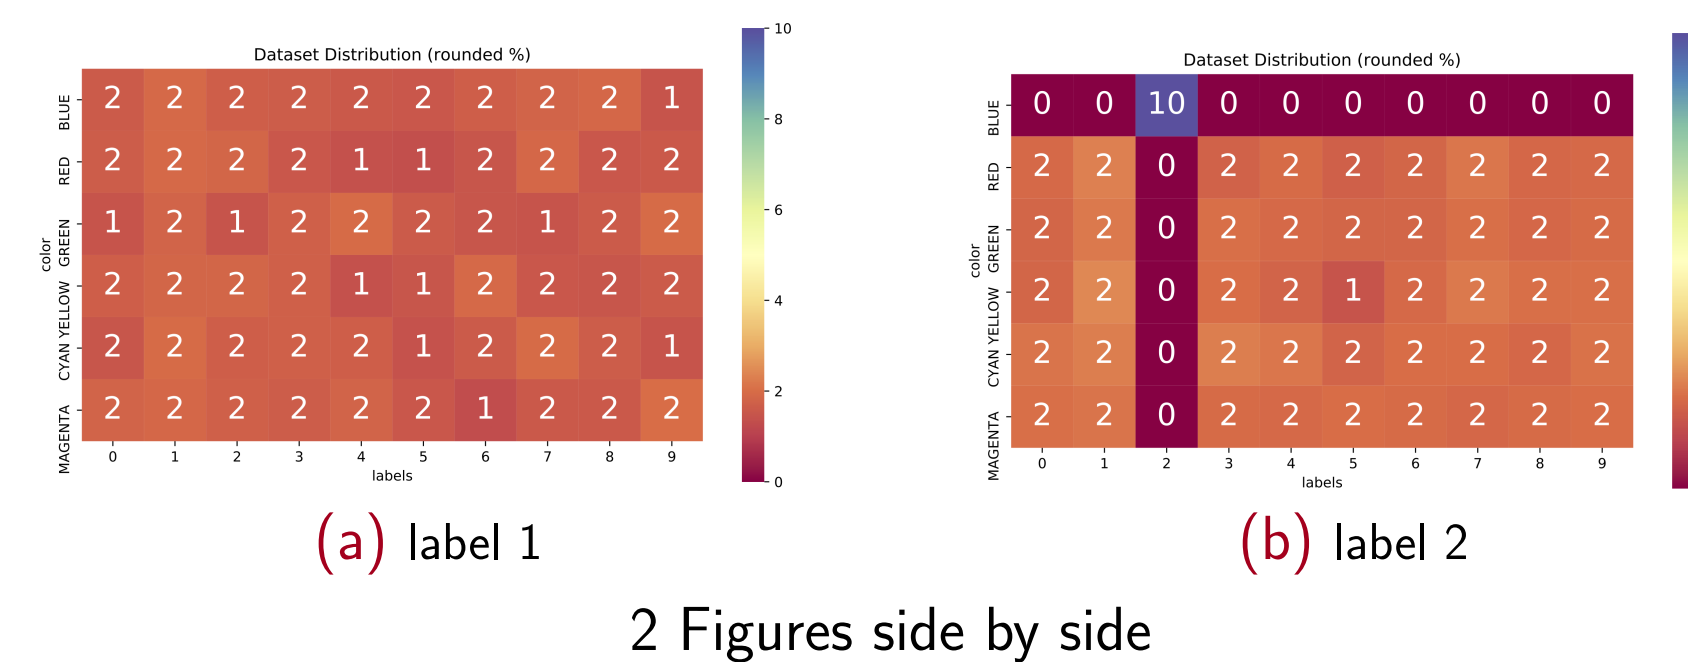 Dataset Distribution (rounded %)
BLUE 2 2 2 2 2 2 2 2 2 1
RED 2 2 2 2 1 1 2 2 2 2
GREEN 1 2 1 2 2 2 2 1 2 2
YELLOW 2 2 2 2 1 1 2 2 2 2
CYAN 2 2 2 2 2 1 2 2 2 1
MAGENTA 2 2 2 2 2 2 1 2 2 2
color
0 1 2 3 4 5 6 7 8 9
labels
10
8
6
4
2
0
(a) label 1
Dataset Distribution (rounded %)
BLUE 0 0 10 0 0 0 0 0 0 0
RED 2 2 0 2 2 2 2 2 2 2
GREEN 2 2 0 2 2 2 2 2 2 2
YELLOW 2 2 0 2 2 1 2 2 2 2
CYAN 2 2 0 2 2 2 2 2 2 2
MAGENTA 2 2 0 2 2 2 2 2 2 2
color
0 1 2 3 4 5 6 7 8 9
labels
(b) label 2
2 Figures side by side